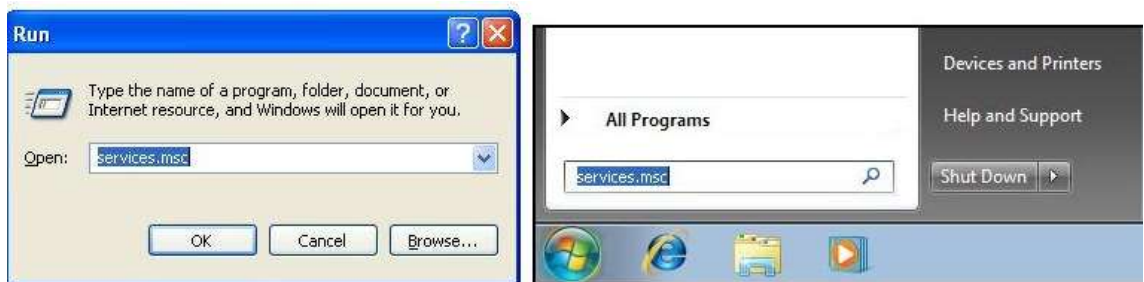 Run
Type the name of a program, folder, document, or
Internet resource, and Windows will open it for you.
Open: services.msc
OK Cancel Browse...
Devices and Printers
All Programs
Help and Support
services.msc
Shut Down